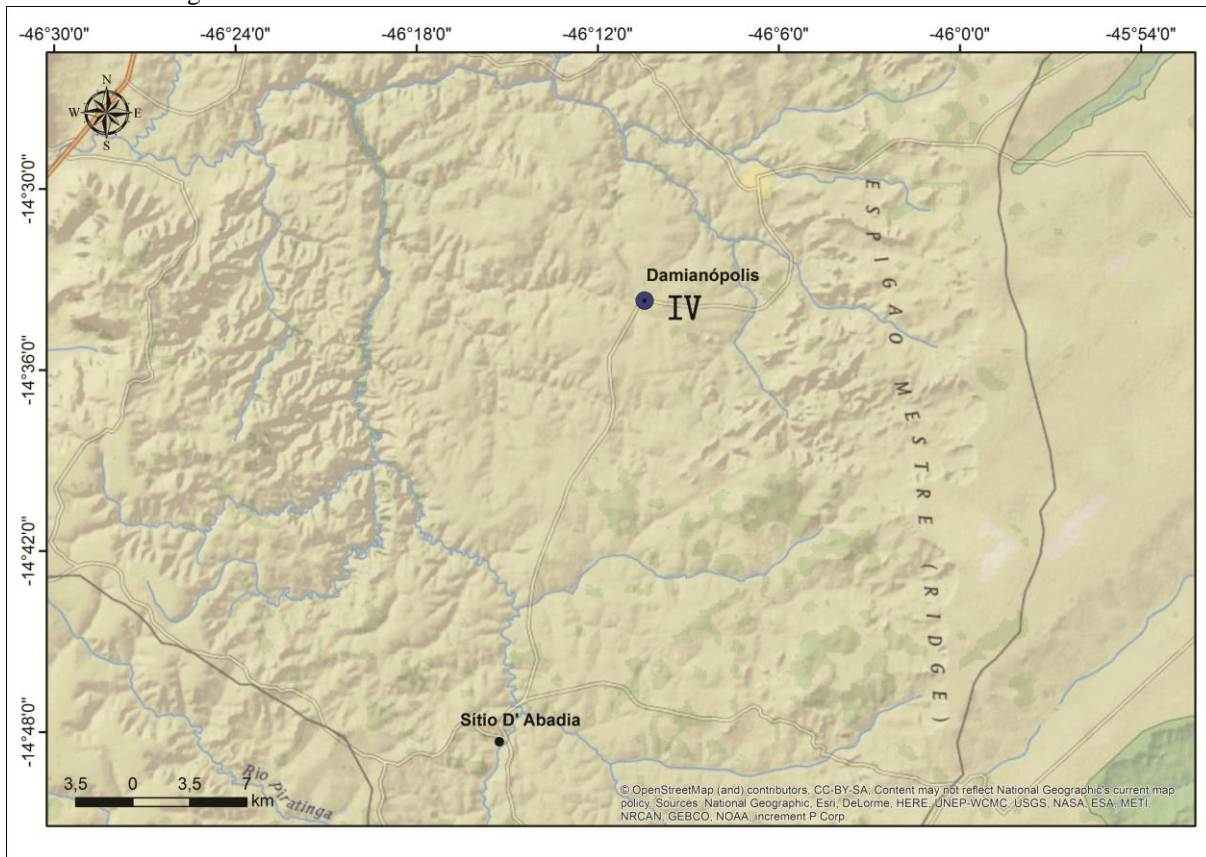 -46°30'0" -46°24'0" -46°18'0" -46°12'0" -46°6'0" -46°0'0" -45°54'0"
N
W E
S
-14°30'0"
ESPIGAO MESTRE (RIDGE)
Damianópolis
IV
-14°36'0"
-14°42'0"
-14°48'0"
Sítio D' Abadia
Rio Piratinga
3,5 0 3,5 7
km
© OpenStreetMap (and) contributors, CC-BY-SA, Content may not reflect National Geographic's current map
policy. Sources: National Geographic, Esri, DeLorme, HERE, UNEP-WCMC, USGS, NASA, ESA, METI,
NRCAN, GEBCO, NOAA, increment P Corp.